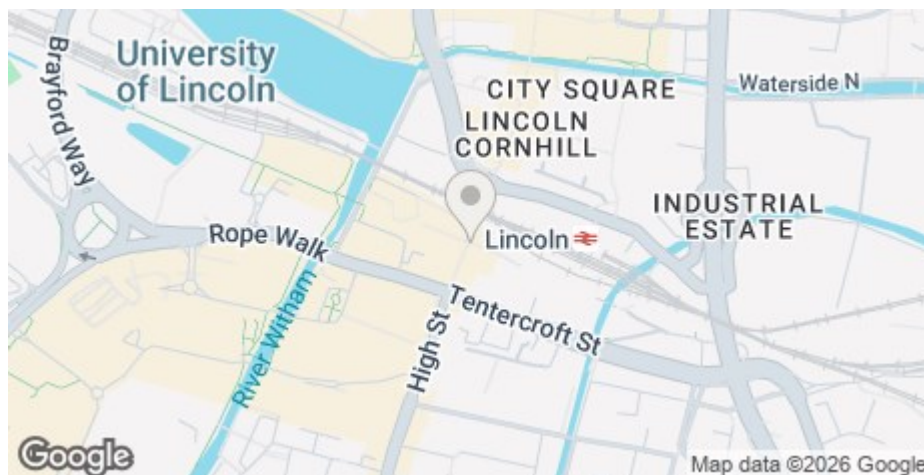 University
of Lincoln
Brayford Way
CITY SQUARE
LINCOLN
CORNHILL
Waterside N
INDUSTRIAL
ESTATE
Rope Walk
Lincoln
River Witham
High St
Tentercroft St
Google
Map data ©2026 Google